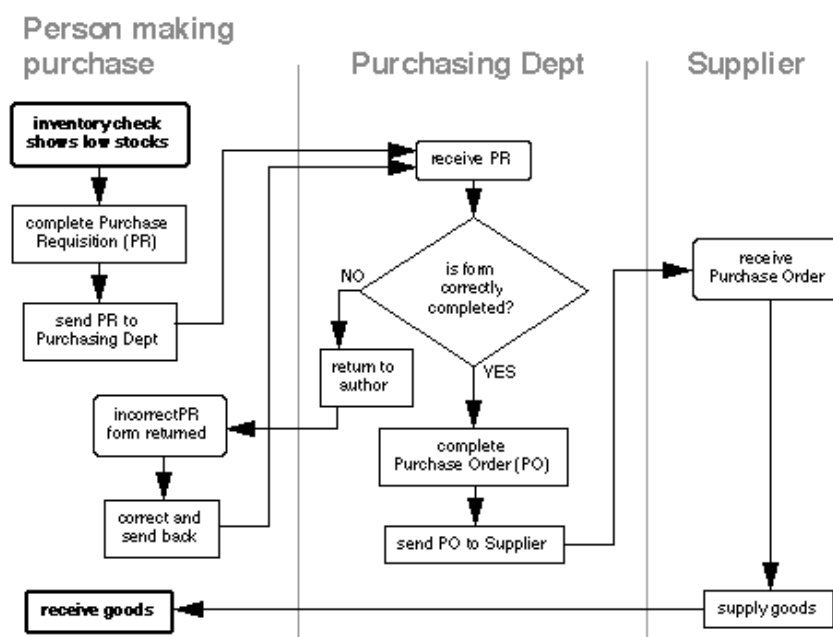 Person making
purchase
Purchasing Dept
Supplier
inventory check
shows low stocks
receive PR
complete Purchase
Requisition (PR)
is form
correctly
completed?
NO
receive
Purchase Order
send PR to
Purchasing Dept
return to
author
YES
incorrectPR
form returned
complete
Purchase Order (PO)
correct and
send back
send PO to Supplier
receive goods
supply goods